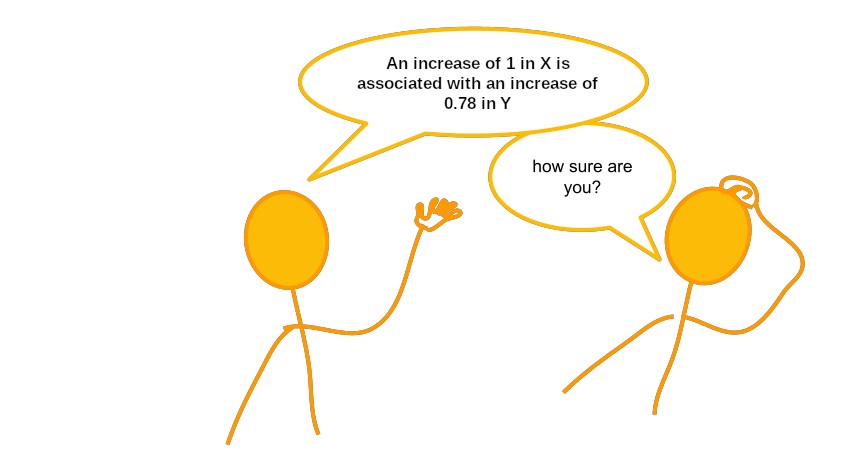 An increase of 1 in X is
associated with an increase of
0.78 in Y
how sure are
you?